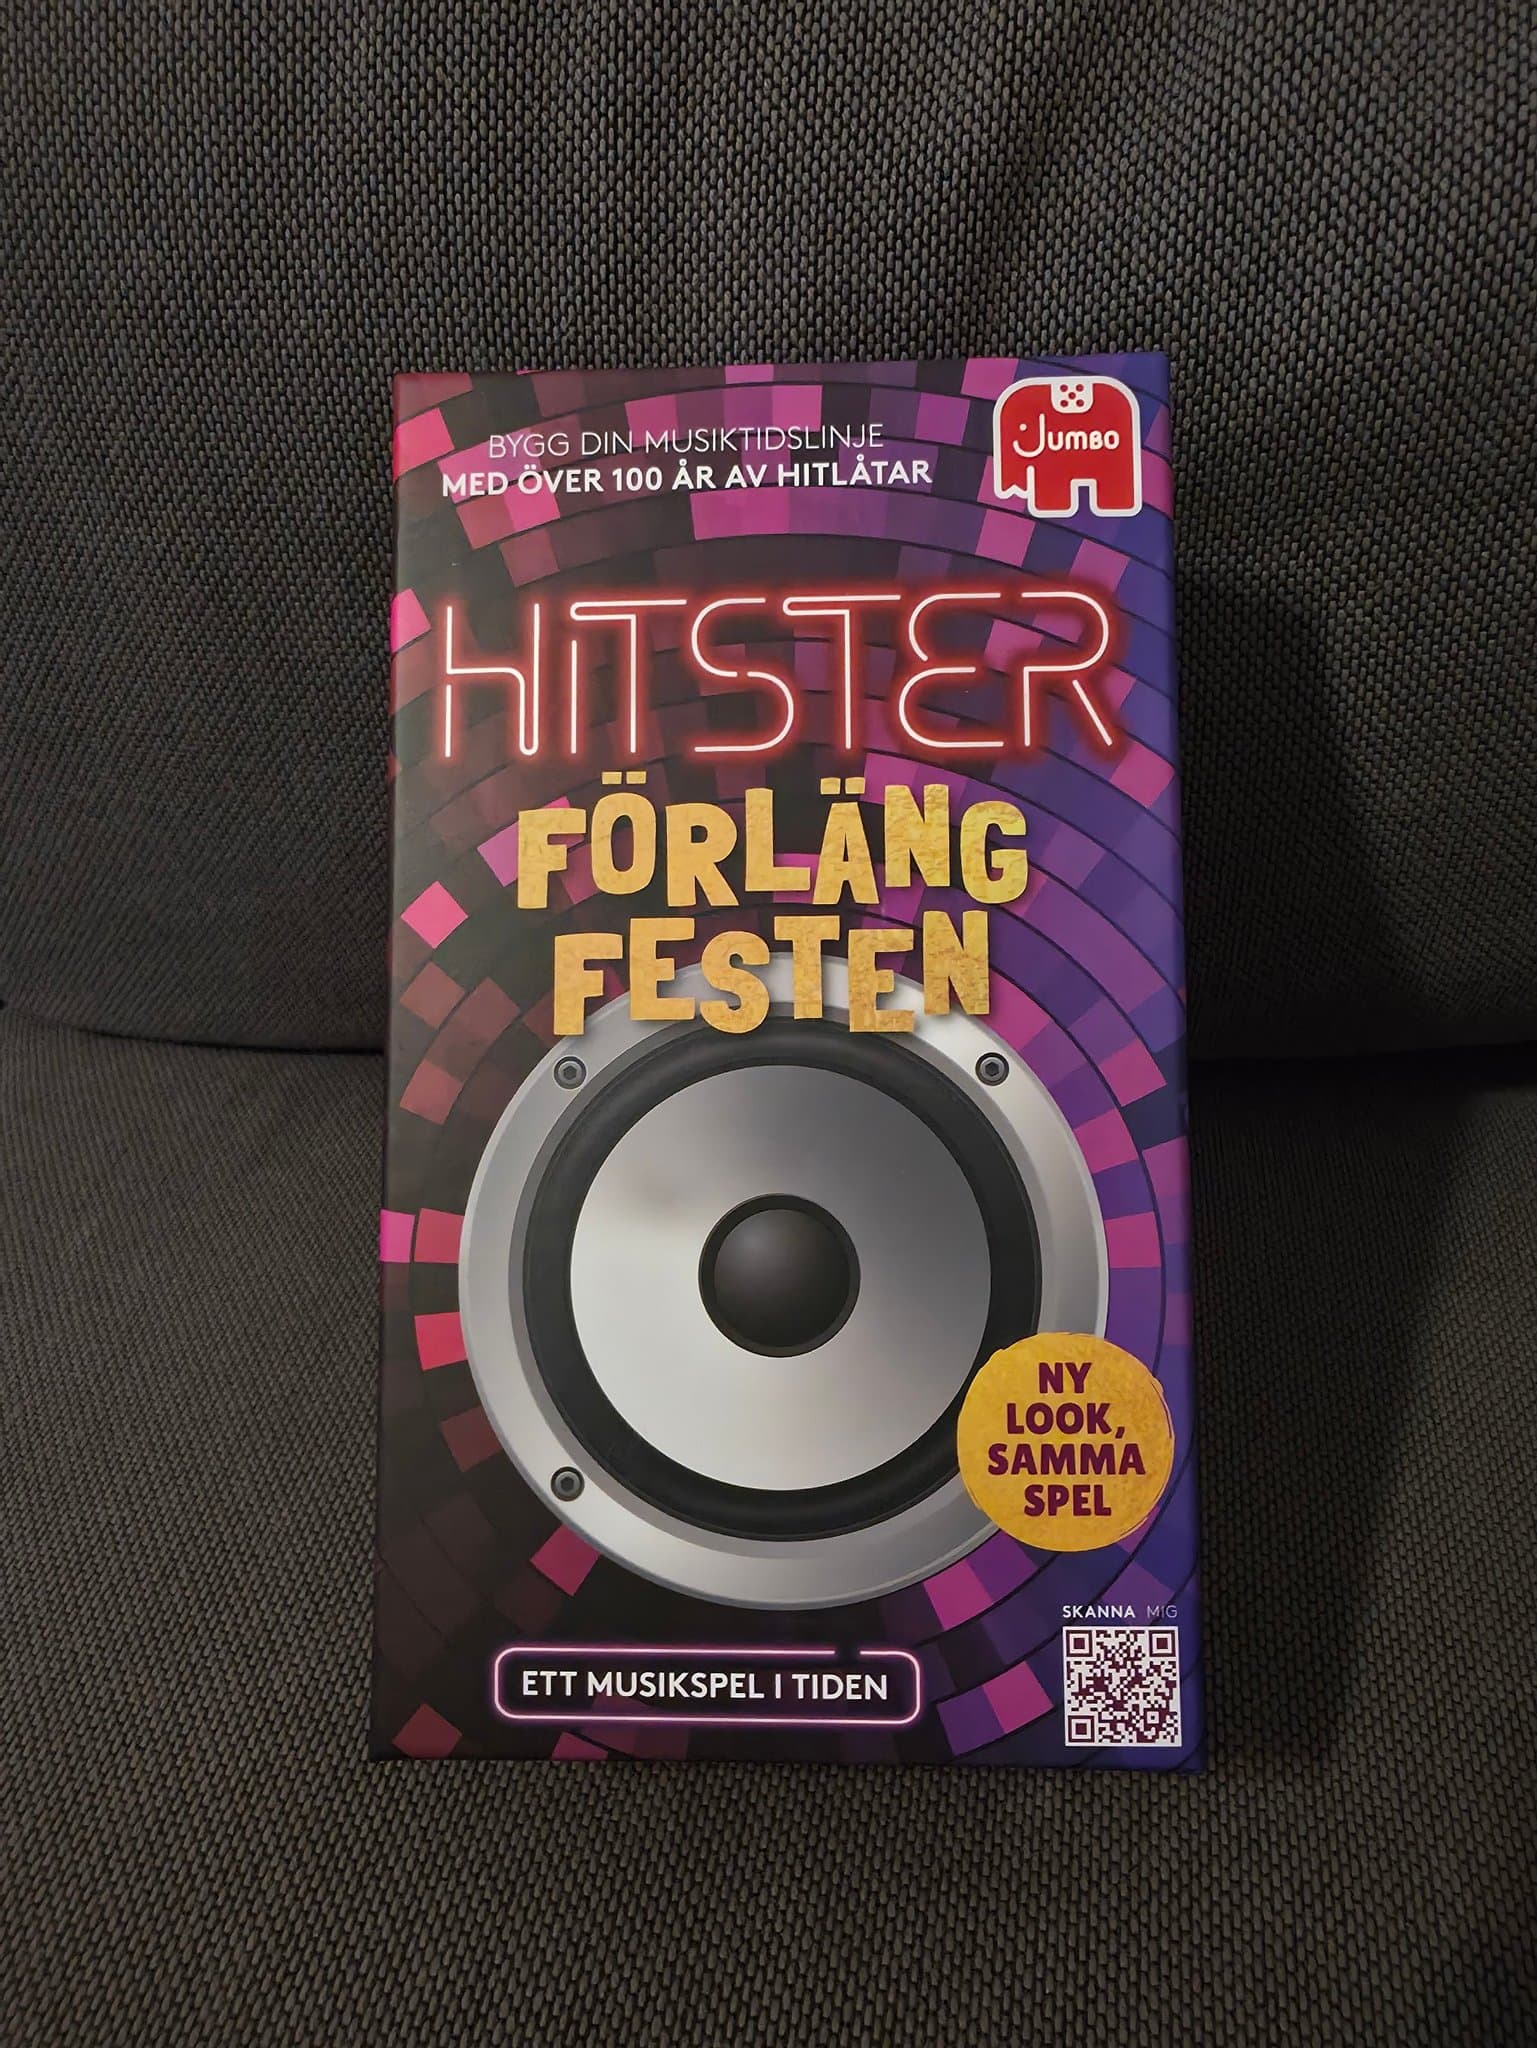 BYGG DIN MUSIKTIDSLINJE
MED ÖVER 100 ÅR AV HITLÅTAR
JUMBO
HITSTER
FÖRLÄNG
FESTEN
NY
LOOK,
SAMMA
SPEL
SKANNA MIG
ETT MUSIKSPEL I TIDEN